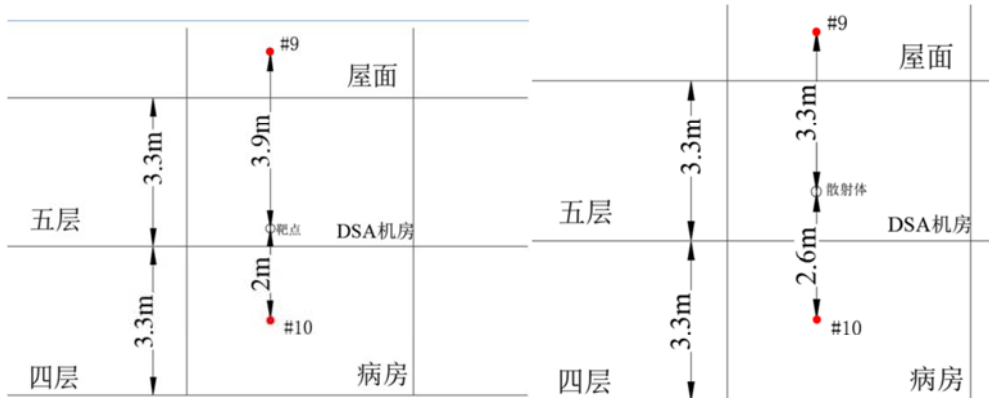 #9
屋面
3.9m
3.3m
五层
靶点
DSA机房
2m
3.3m
#10
四层
病房
#9
屋面
3.3m
3.3m
散射体
五层
DSA机房
2.6m
3.3m
#10
四层
病房